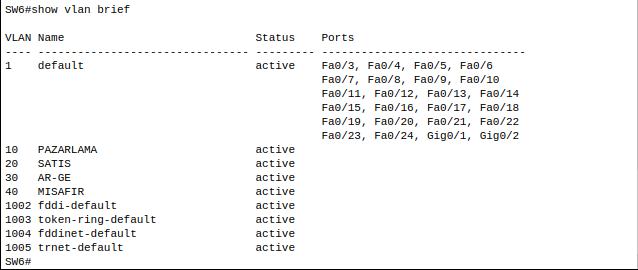 SW6#show vlan brief
VLAN Name                             Status    Ports
---- -------------------------------- --------- -------------------------------
1    default                          active    Fa0/3, Fa0/4, Fa0/5, Fa0/6
                                                Fa0/7, Fa0/8, Fa0/9, Fa0/10
                                                Fa0/11, Fa0/12, Fa0/13, Fa0/14
                                                Fa0/15, Fa0/16, Fa0/17, Fa0/18
                                                Fa0/19, Fa0/20, Fa0/21, Fa0/22
                                                Fa0/23, Fa0/24, Gig0/1, Gig0/2
10   PAZARLAMA                        active
20   SATIS                            active
30   AR-GE                            active
40   MISAFIR                          active
1002 fddi-default                     active
1003 token-ring-default               active
1004 fddinet-default                  active
1005 trnet-default                    active
SW6#